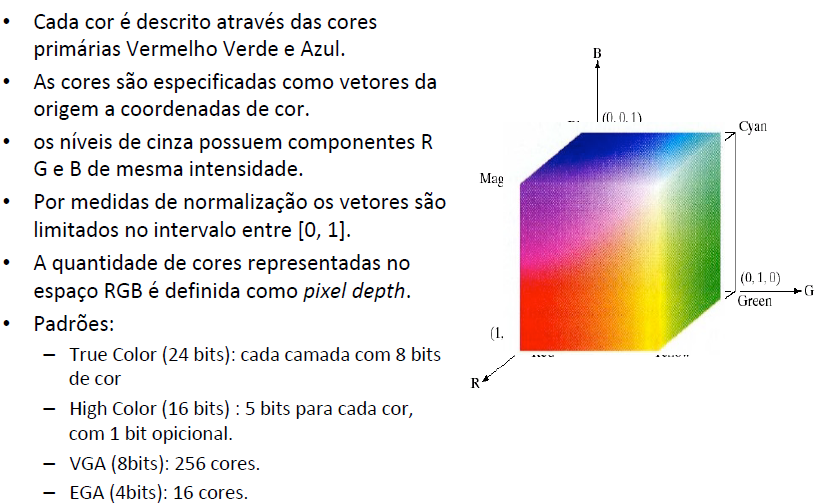 • Cada cor é descrito através das cores
primárias Vermelho Verde e Azul.
• As cores são especificadas como vetores da
origem a coordenadas de cor.
• os níveis de cinza possuem componentes R
G e B de mesma intensidade.
• Por medidas de normalização os vetores são
limitados no intervalo entre [0, 1].
• A quantidade de cores representadas no
espaço RGB é definida como pixel depth.
• Padrões:
– True Color (24 bits): cada camada com 8 bits
de cor
– High Color (16 bits) : 5 bits para cada cor,
com 1 bit opicional.
– VGA (8bits): 256 cores.
– EGA (4bits): 16 cores.
B
(0, 0, 1)
Cyan
Mag
(0, 1, 0)
G
Green
(1.
R